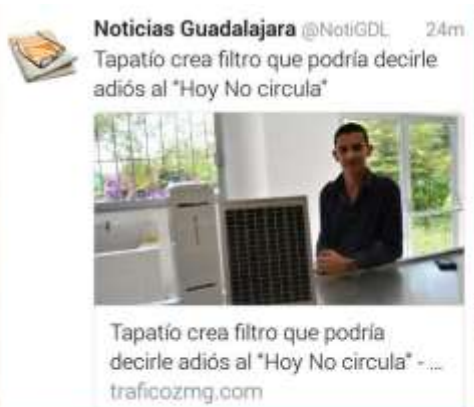 Noticias Guadalajara @NotiGDL 24m
Tapatío crea filtro que podría decirle
adiós al "Hoy No circula"
Tapatío crea filtro que podría
decirle adiós al "Hoy No circula" - ...
traficozmg.com